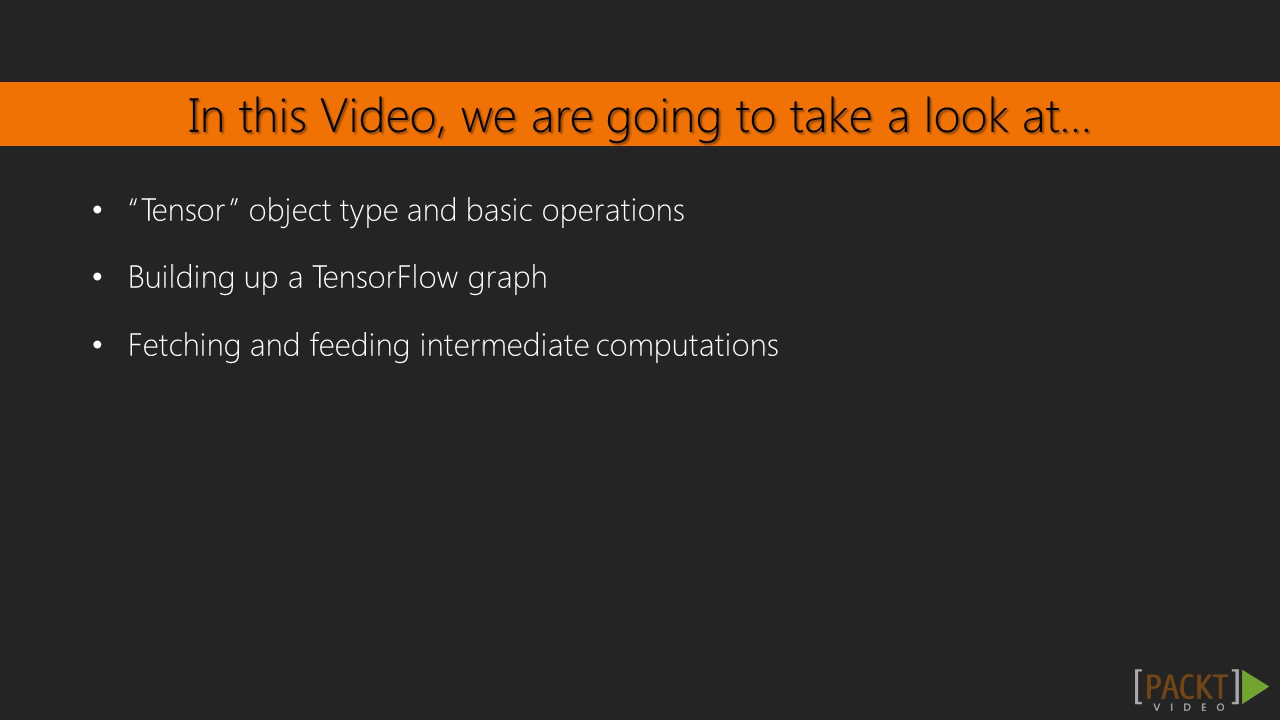 In this Video, we are going to take a look at...
• “Tensor” object type and basic operations
• Building up a TensorFlow graph
• Fetching and feeding intermediate computations
[PACKT]
VIDEO